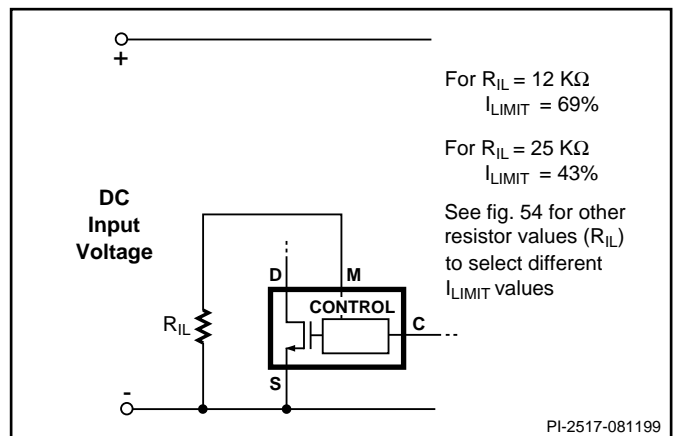 +
For R_IL = 12 KΩ
I_LIMIT = 69%
For R_IL = 25 KΩ
I_LIMIT = 43%
See fig. 54 for other
resistor values (R_IL)
to select different
I_LIMIT values
DC
Input
Voltage
D
M
CONTROL
C
R_IL
S
-
PI-2517-081199